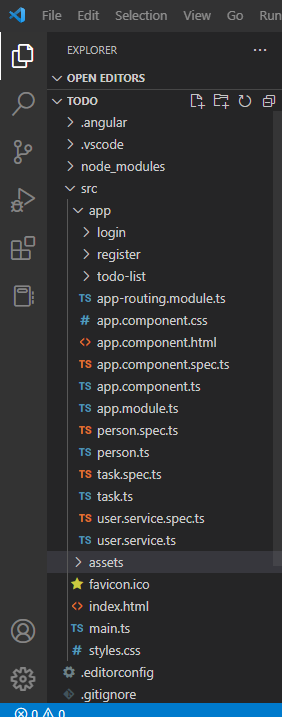 File Edit Selection View Go Run
EXPLORER
OPEN EDITORS
TODO
.angular
.vscode
node_modules
src
app
login
register
todo-list
TS app-routing.module.ts
# app.component.css
<> app.component.html
TS app.component.spec.ts
TS app.component.ts
TS app.module.ts
TS person.spec.ts
TS person.ts
TS task.spec.ts
TS task.ts
TS user.service.spec.ts
TS user.service.ts
assets
favicon.ico
<> index.html
TS main.ts
# styles.css
.editorconfig
.gitignore
0 0